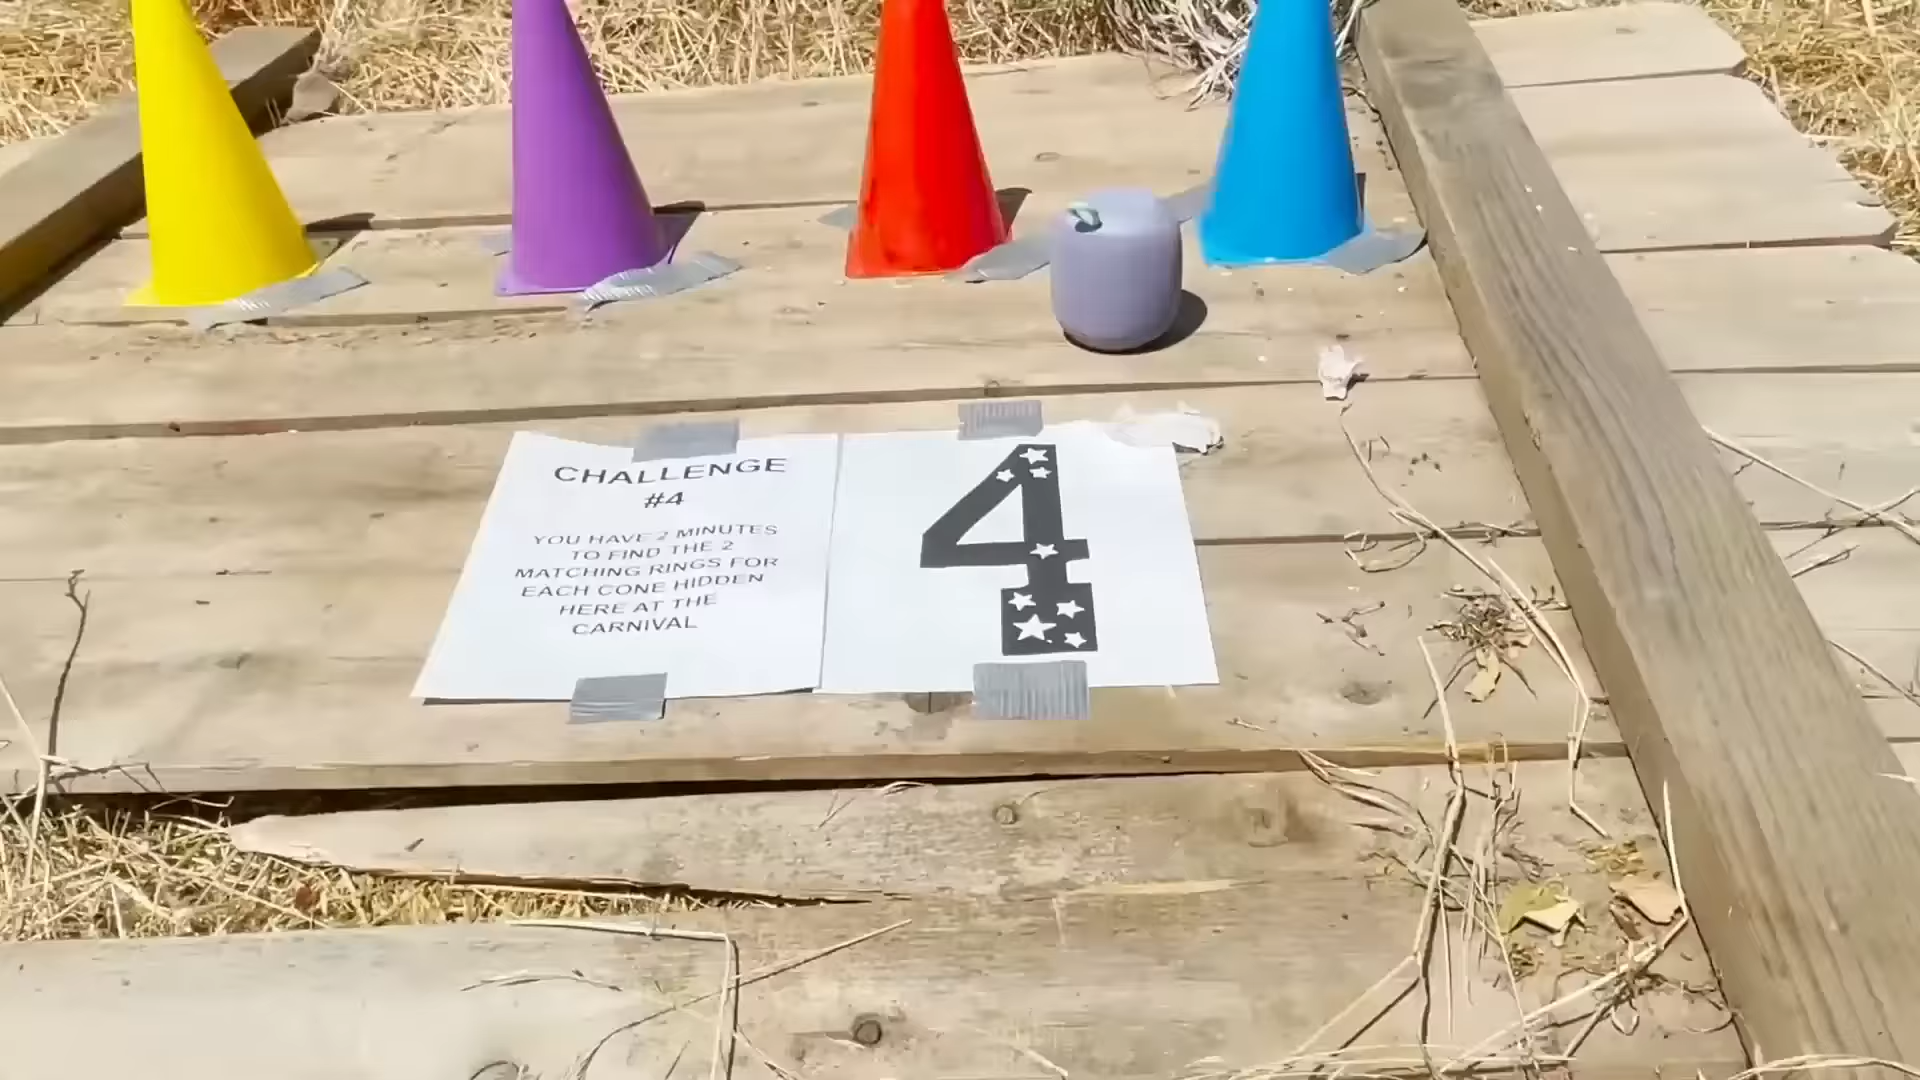 CHALLENGE
#4
YOU HAVE 2 MINUTES
TO FIND THE 2
MATCHING RINGS FOR
EACH CONE HIDDEN
HERE AT THE
CARNIVAL
4